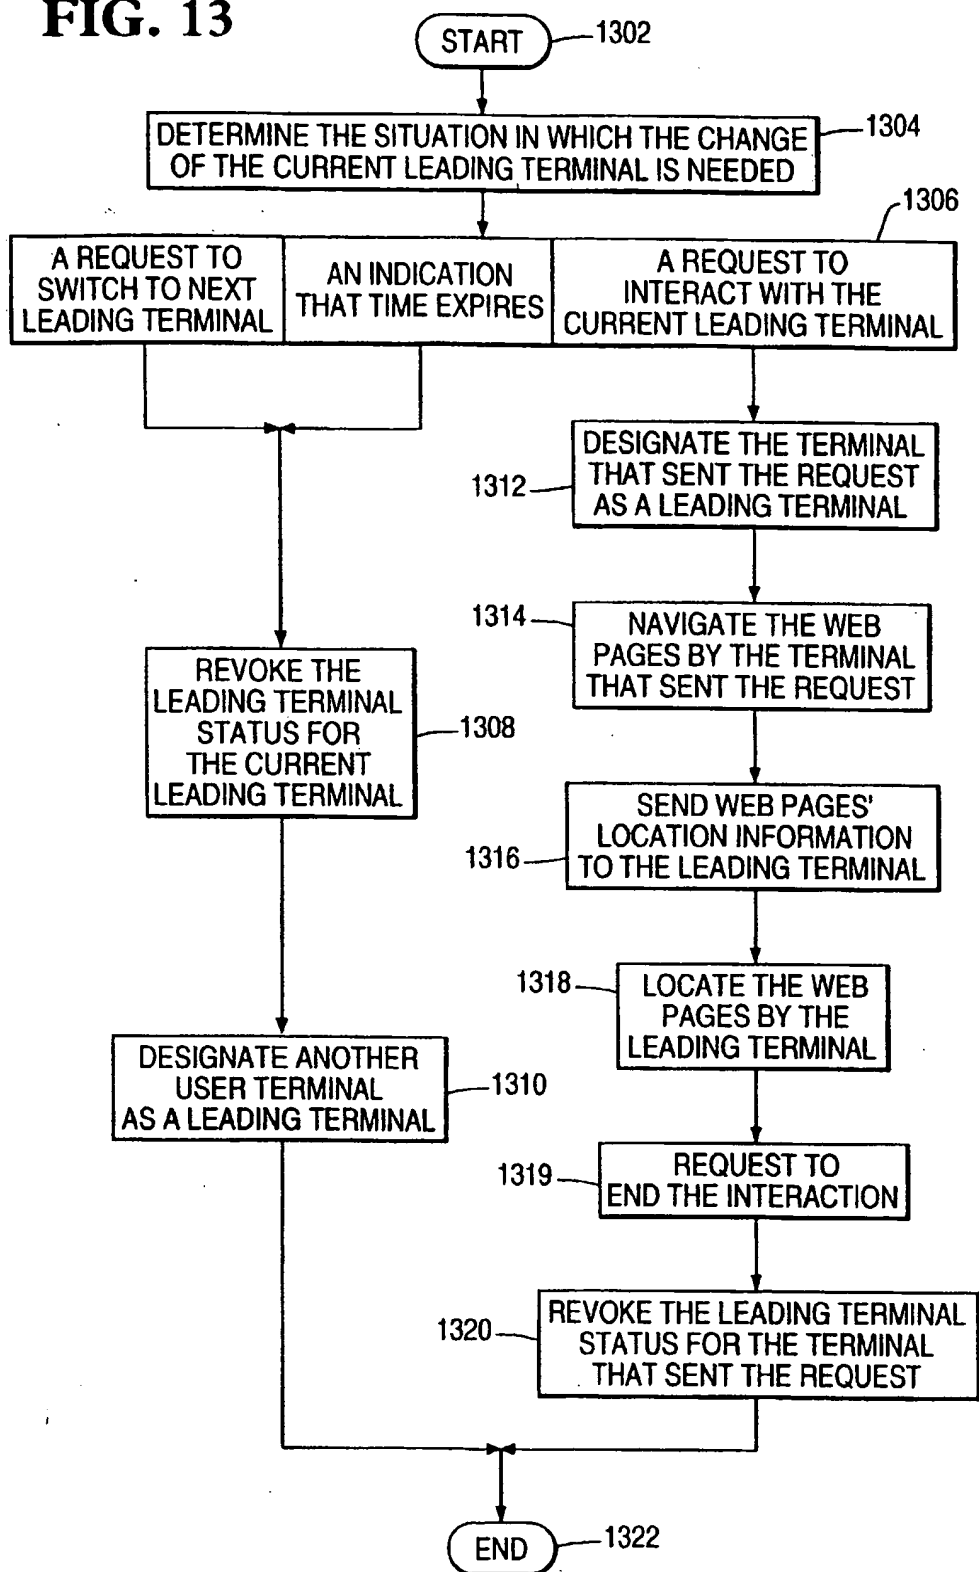 FIG. 13
START
1302
DETERMINE THE SITUATION IN WHICH THE CHANGE
OF THE CURRENT LEADING TERMINAL IS NEEDED
1304
1306
A REQUEST TO
SWITCH TO NEXT
LEADING TERMINAL
AN INDICATION
THAT TIME EXPIRES
A REQUEST TO
INTERACT WITH THE
CURRENT LEADING TERMINAL
1312
DESIGNATE THE TERMINAL
THAT SENT THE REQUEST
AS A LEADING TERMINAL
1314
NAVIGATE THE WEB
PAGES BY THE TERMINAL
THAT SENT THE REQUEST
REVOKE THE
LEADING TERMINAL
STATUS FOR
THE CURRENT
LEADING TERMINAL
1308
1316
SEND WEB PAGES'
LOCATION INFORMATION
TO THE LEADING TERMINAL
1318
LOCATE THE WEB
PAGES BY THE
LEADING TERMINAL
DESIGNATE ANOTHER
USER TERMINAL
AS A LEADING TERMINAL
1310
1319
REQUEST TO
END THE INTERACTION
1320
REVOKE THE LEADING TERMINAL
STATUS FOR THE TERMINAL
THAT SENT THE REQUEST
END
1322